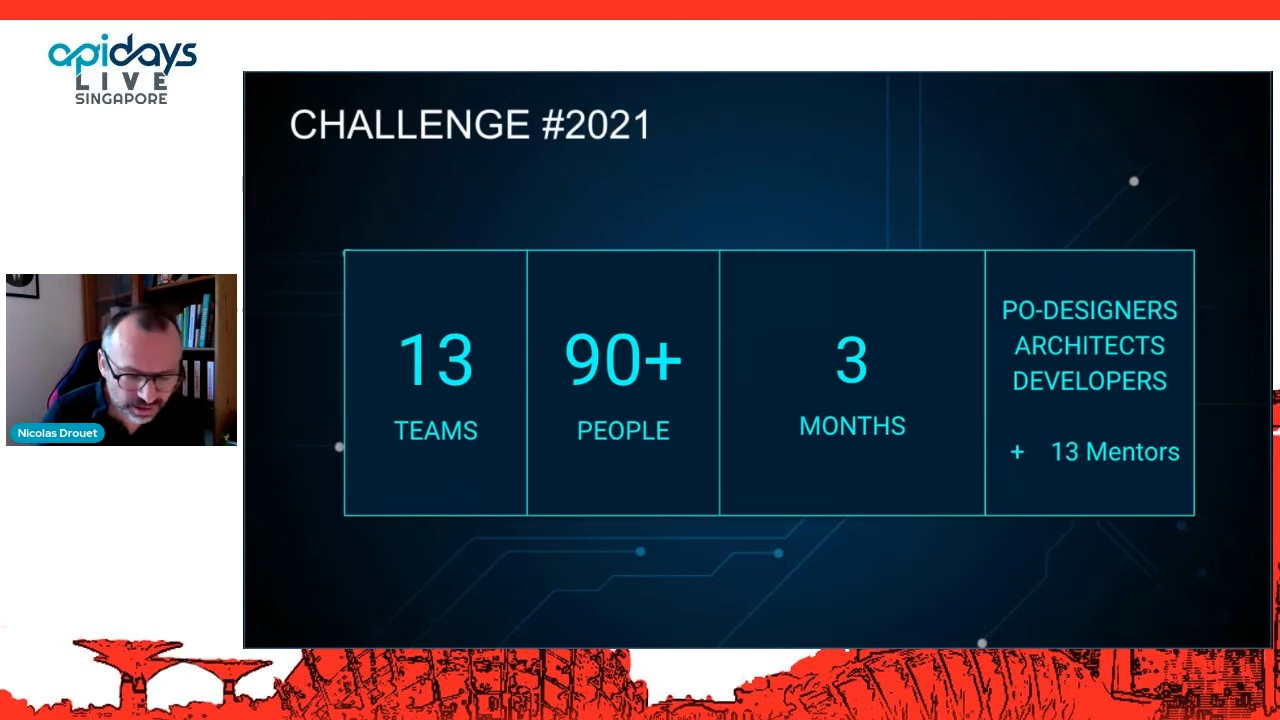 apidays
LIVE
SINGAPORE
CHALLENGE #2021
13
TEAMS
90+
PEOPLE
3
MONTHS
PO-DESIGNERS
ARCHITECTS
DEVELOPERS
+ 13 Mentors
Nicolas Drouet